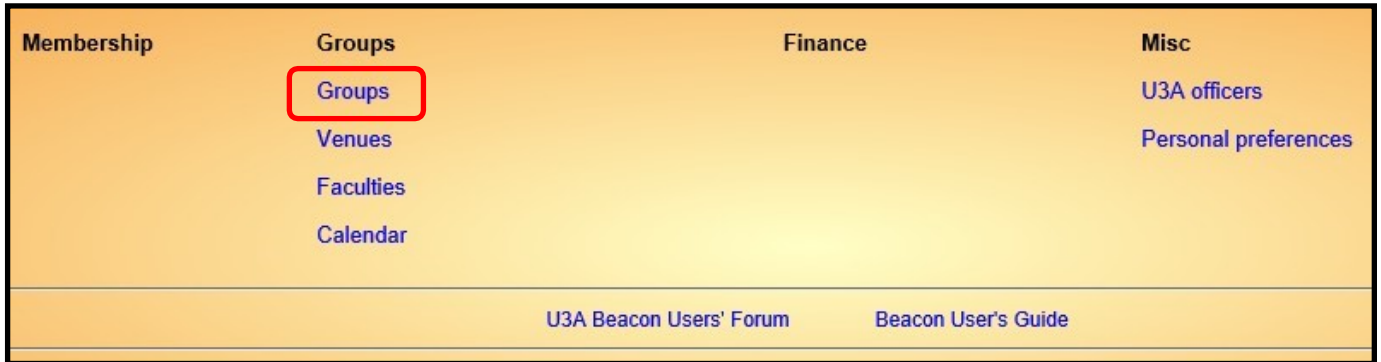 Membership Groups Finance Misc
Groups U3A officers
Venues Personal preferences
Faculties
Calendar
U3A Beacon Users' Forum Beacon User's Guide